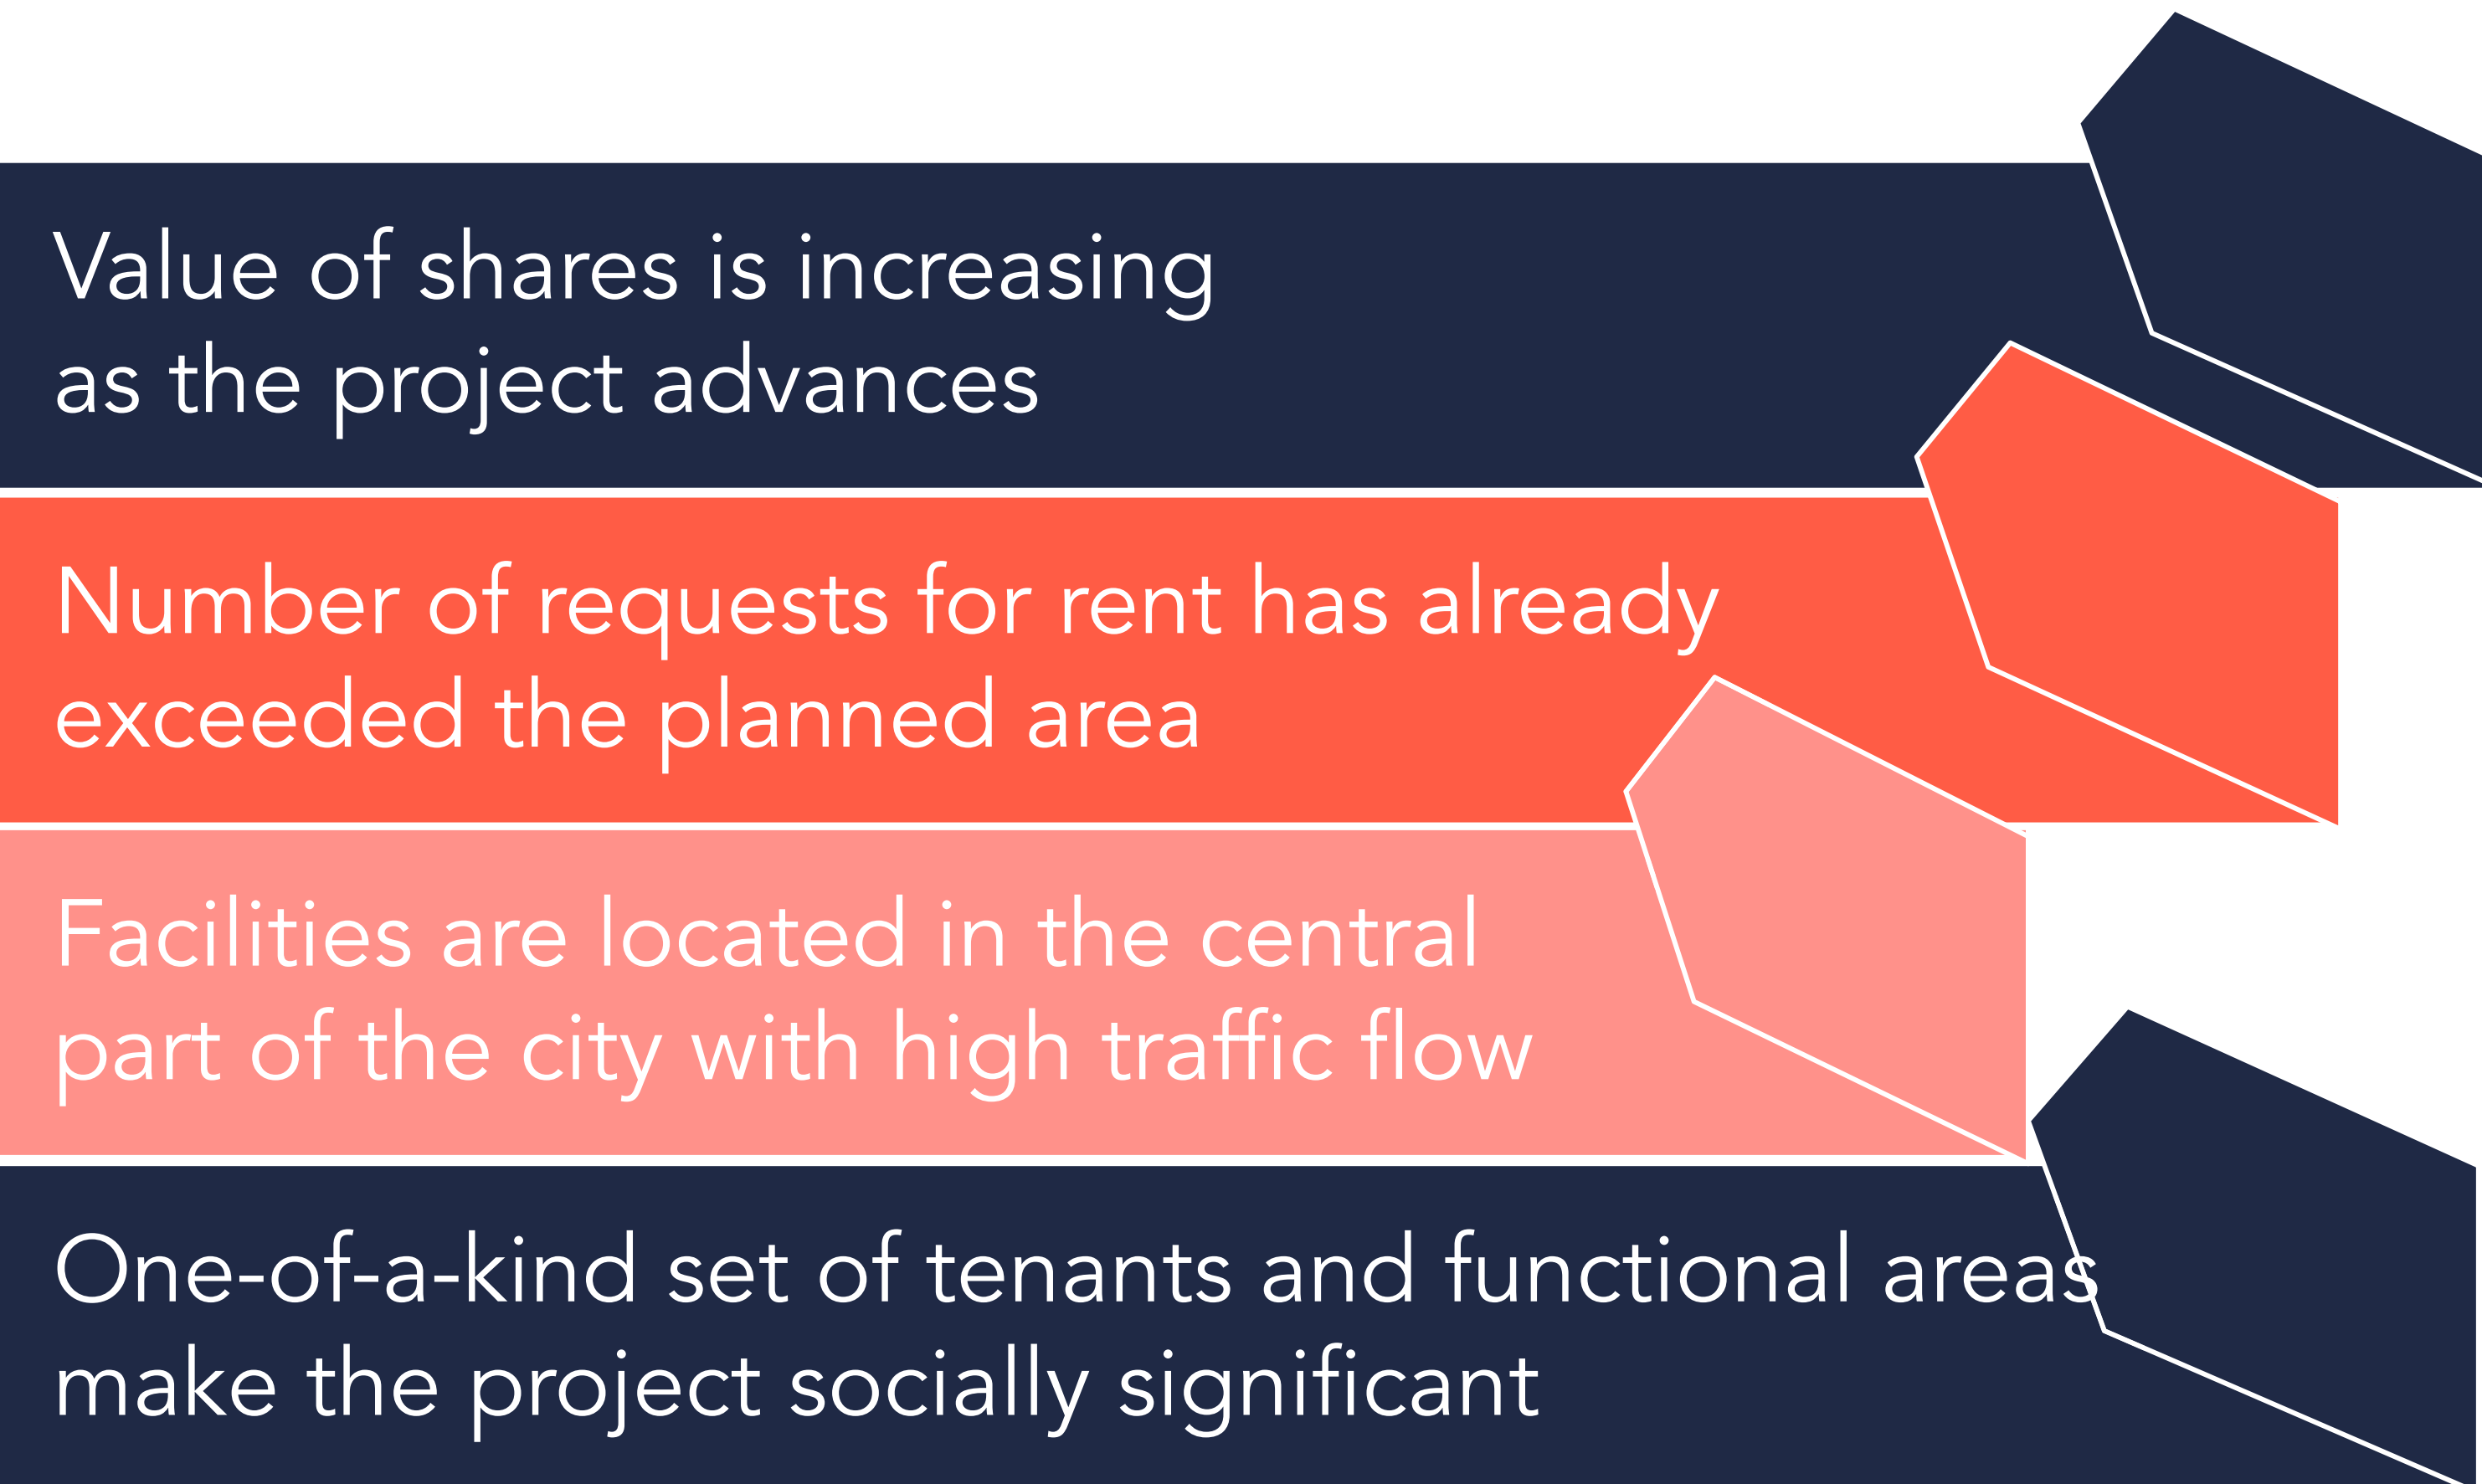 Value of shares is increasing
as the project advances
Number of requests for rent has already
exceeded the planned area
Facilities are located in the central
part of the city with high traffic flow
One-of-a-kind set of tenants and functional areas
make the project socially significant